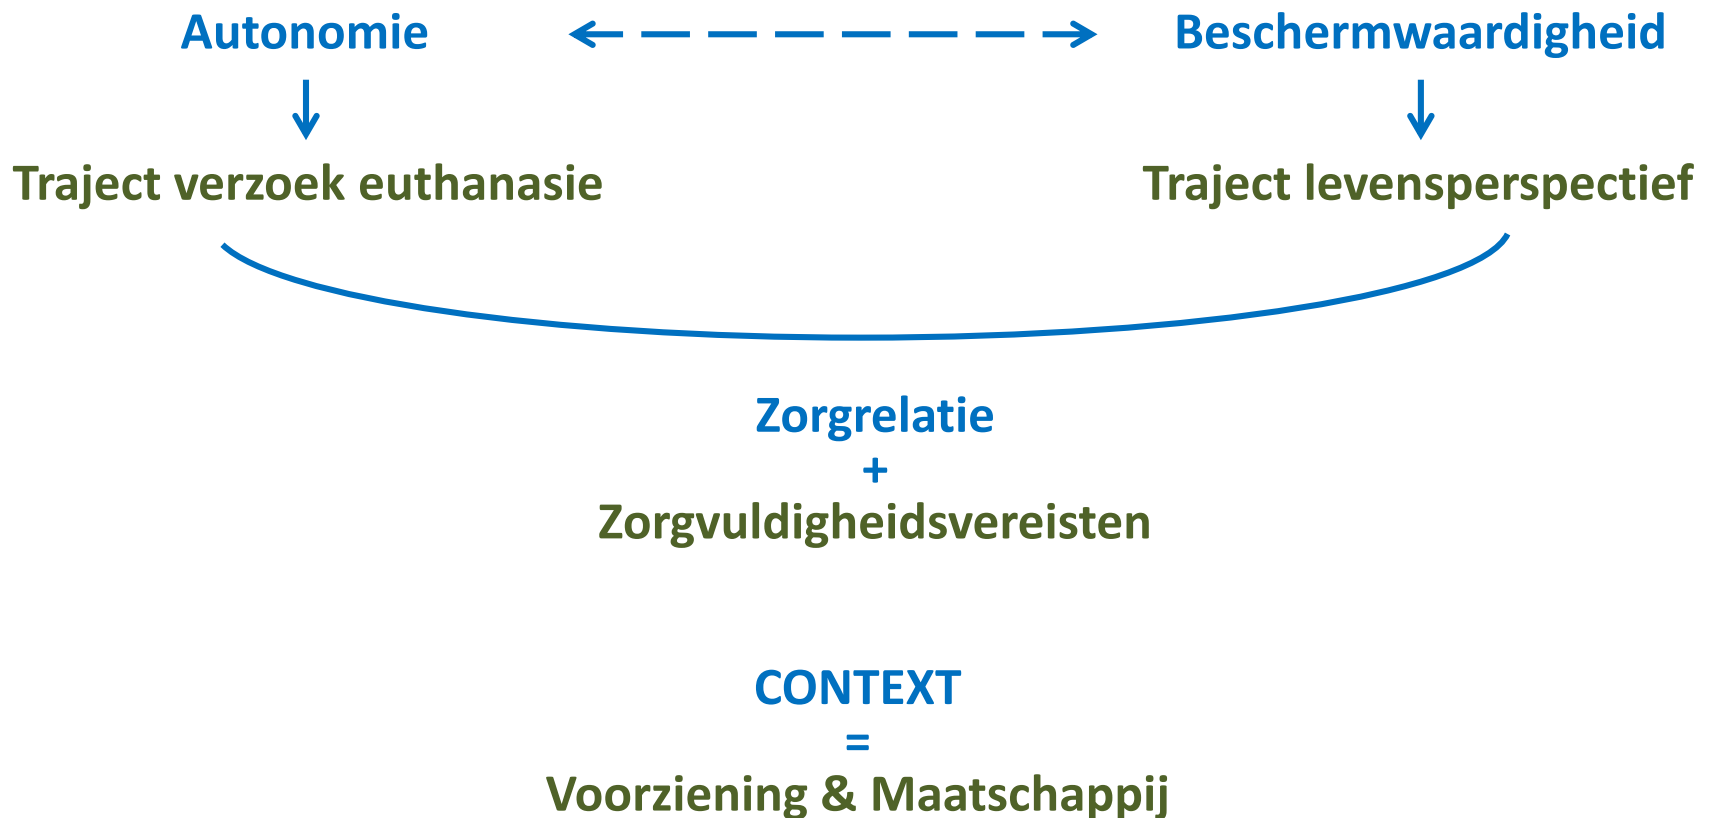 Autonomie
Beschermwaardigheid
Traject verzoek euthanasie
Traject levensperspectief
Zorgrelatie
+
Zorgvuldigheidsvereisten
CONTEXT
=
Voorziening & Maatschappij